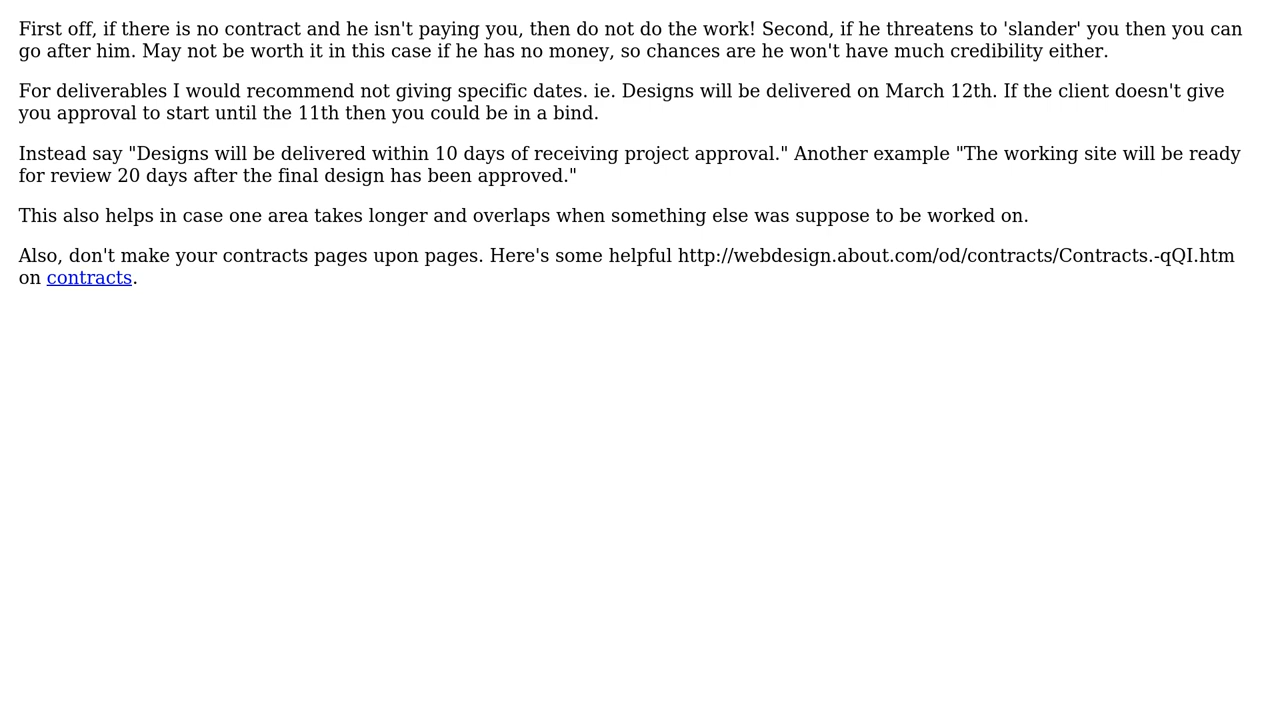 First off, if there is no contract and he isn't paying you, then do not do the work! Second, if he threatens to 'slander' you then you can
go after him. May not be worth it in this case if he has no money, so chances are he won't have much credibility either.
For deliverables I would recommend not giving specific dates. ie. Designs will be delivered on March 12th. If the client doesn't give
you approval to start until the 11th then you could be in a bind.
Instead say "Designs will be delivered within 10 days of receiving project approval." Another example "The working site will be ready
for review 20 days after the final design has been approved."
This also helps in case one area takes longer and overlaps when something else was suppose to be worked on.
Also, don't make your contracts pages upon pages. Here's some helpful http://webdesign.about.com/od/contracts/Contracts.-qQI.htm
on contracts.